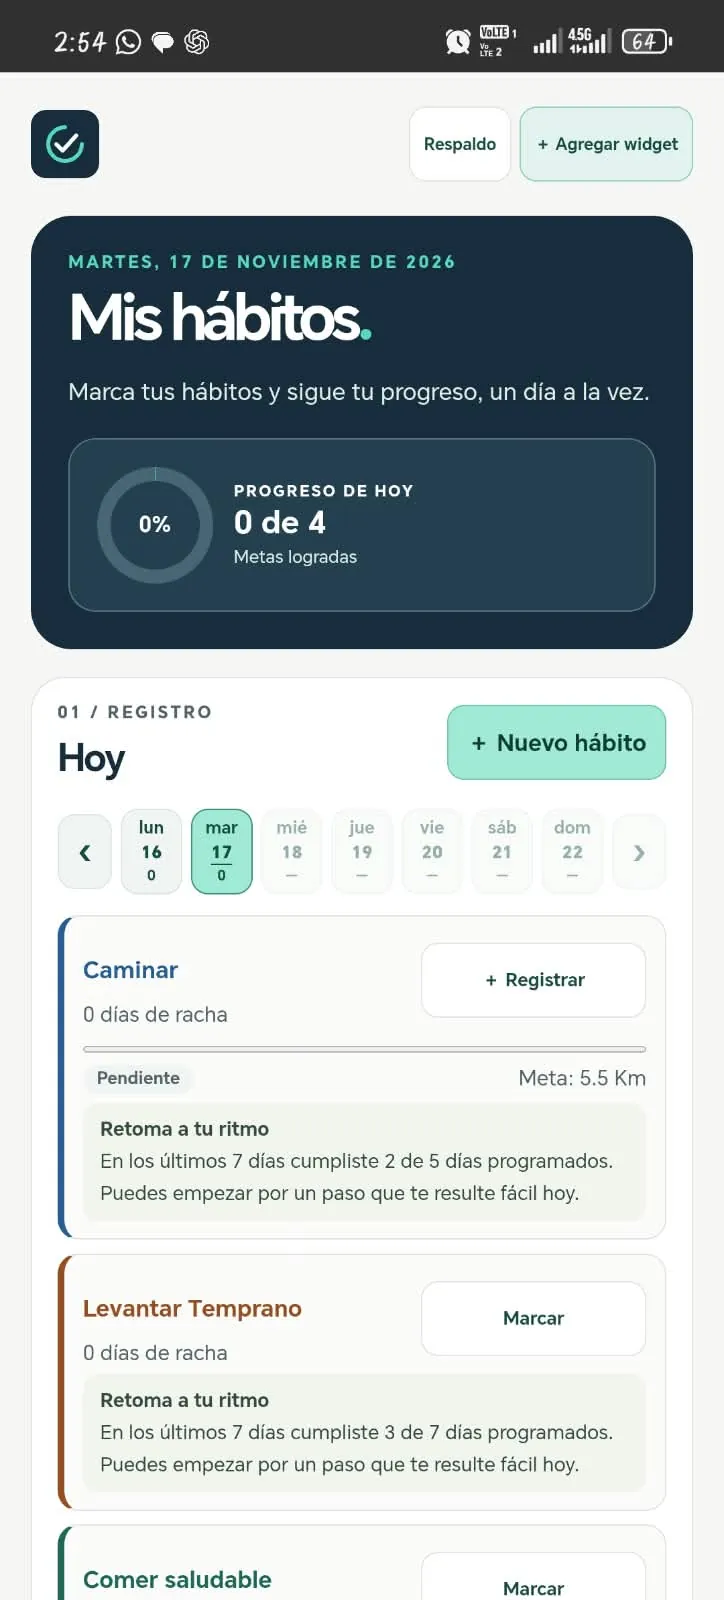 2:54
VoLTE 1
Vo LTE 2
4.5G
64
Respaldo
+ Agregar widget
MARTES, 17 DE NOVIEMBRE DE 2026
Mis hábitos.
Marca tus hábitos y sigue tu progreso, un día a la vez.
0%
PROGRESO DE HOY
0 de 4
Metas logradas
01 / REGISTRO
Hoy
+ Nuevo hábito
‹ lun mar mié jue vie sáb dom ›
16 17 18 19 20 21 22
0 0 — — — — —
Caminar
+ Registrar
0 días de racha
Pendiente
Meta: 5.5 Km
Retoma a tu ritmo
En los últimos 7 días cumpliste 2 de 5 días programados.
Puedes empezar por un paso que te resulte fácil hoy.
Levantar Temprano
Marcar
0 días de racha
Retoma a tu ritmo
En los últimos 7 días cumpliste 3 de 7 días programados.
Puedes empezar por un paso que te resulte fácil hoy.
Comer saludable
Marcar